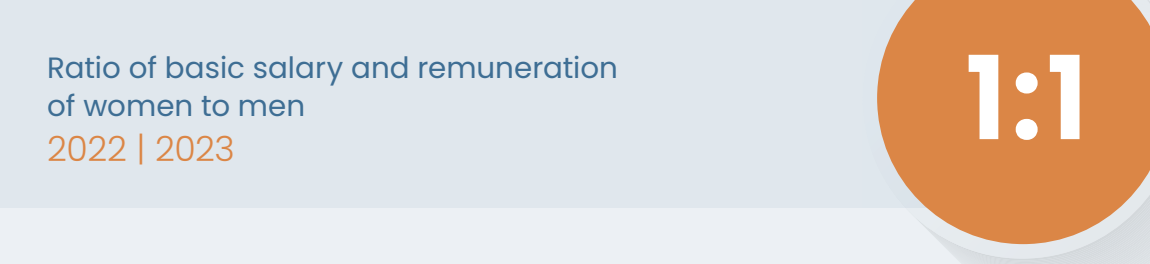 Ratio of basic salary and remuneration
of women to men
2022 | 2023
1:1